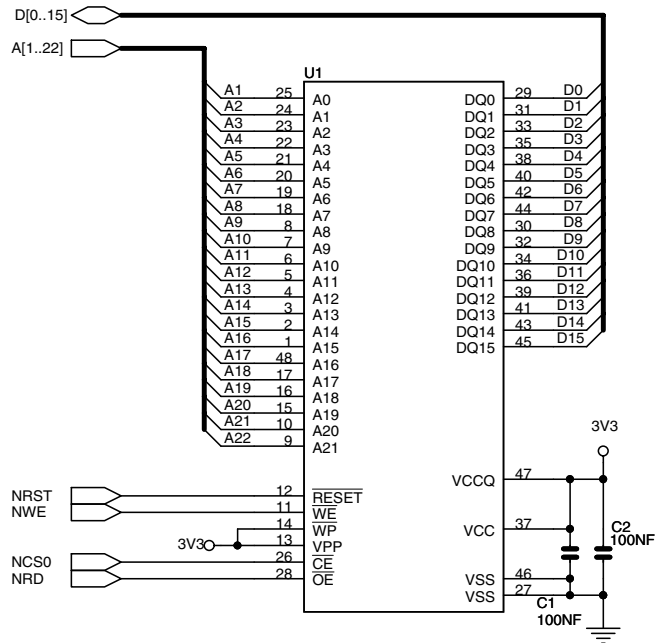 D[0..15]
A[1..22]
U1
A1 25 A0 DQ0 29 D0
A2 24 A1 DQ1 31 D1
A3 23 A2 DQ2 33 D2
A4 22 A3 DQ3 35 D3
A5 21 A4 DQ4 38 D4
A6 20 A5 DQ5 40 D5
A7 19 A6 DQ6 42 D6
A8 18 A7 DQ7 44 D7
A9 8 A8 DQ8 30 D8
A10 7 A9 DQ9 32 D9
A11 6 A10 DQ10 34 D10
A12 5 A11 DQ11 36 D11
A13 4 A12 DQ12 39 D12
A14 3 A13 DQ13 41 D13
A15 2 A14 DQ14 43 D14
A16 1 A15 DQ15 45 D15
A17 48 A16
A18 17 A17
A19 16 A18
A20 15 A19
A21 10 A20
A22 9 A21
3V3
VCCQ 47
NRST 12 RESET
NWE 11 WE
14 WP VCC 37
3V3 13 VPP
C2
100NF
NCS0 26 CE
NRD 28 OE VSS 46
VSS 27
C1
100NF